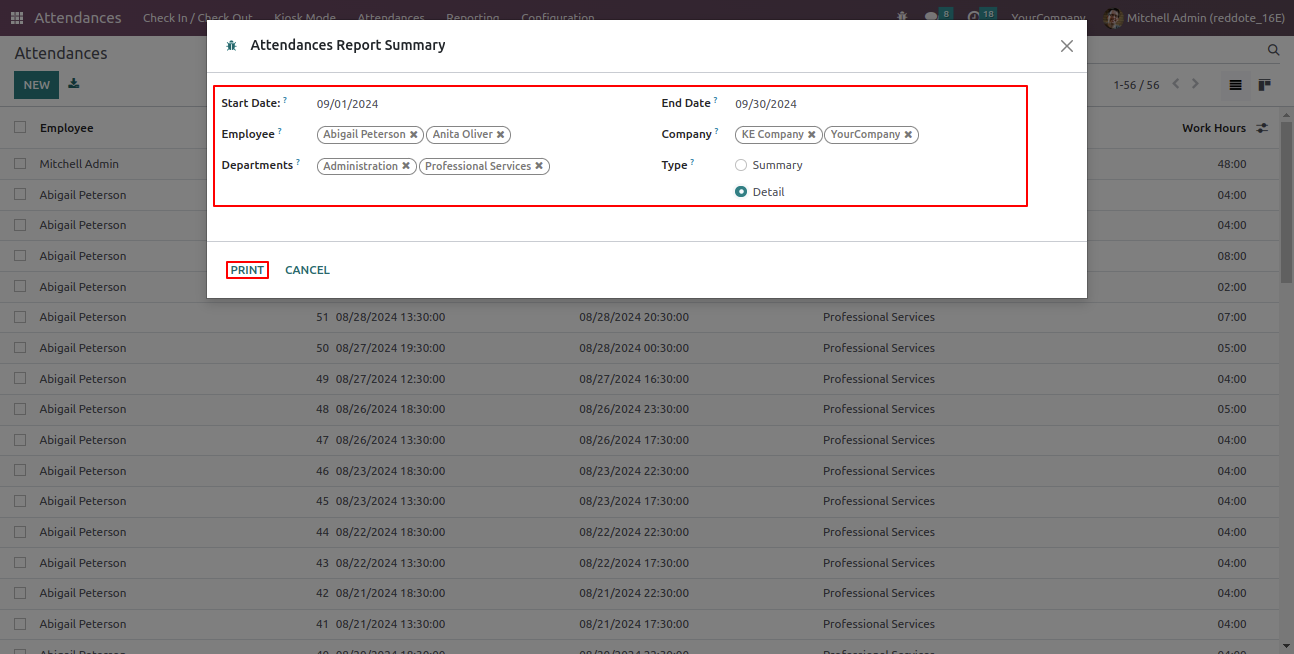 Attendances Check In / Check Out Kiosk Mode Attendances Reporting Configuration 8 18 YourCompany Mitchell Admin (reddote_16E)
Attendances Report Summary
Attendances
NEW
1-56 / 56
Start Date: ? 09/01/2024 End Date ? 09/30/2024
Employee ? Abigail Peterson ✖ Anita Oliver ✖ Company ? KE Company ✖ YourCompany ✖
Departments ? Administration ✖ Professional Services ✖ Type ? Summary
Detail
PRINT CANCEL
Employee Work Hours
Mitchell Admin 48:00
Abigail Peterson 04:00
Abigail Peterson 04:00
Abigail Peterson 08:00
Abigail Peterson 02:00
Abigail Peterson 51 08/28/2024 13:30:00 08/28/2024 20:30:00 Professional Services 07:00
Abigail Peterson 50 08/27/2024 19:30:00 08/28/2024 00:30:00 Professional Services 05:00
Abigail Peterson 49 08/27/2024 12:30:00 08/27/2024 16:30:00 Professional Services 04:00
Abigail Peterson 48 08/26/2024 18:30:00 08/26/2024 23:30:00 Professional Services 05:00
Abigail Peterson 47 08/26/2024 13:30:00 08/26/2024 17:30:00 Professional Services 04:00
Abigail Peterson 46 08/23/2024 18:30:00 08/23/2024 22:30:00 Professional Services 04:00
Abigail Peterson 45 08/23/2024 13:30:00 08/23/2024 17:30:00 Professional Services 04:00
Abigail Peterson 44 08/22/2024 18:30:00 08/22/2024 22:30:00 Professional Services 04:00
Abigail Peterson 43 08/22/2024 13:30:00 08/22/2024 17:30:00 Professional Services 04:00
Abigail Peterson 42 08/21/2024 18:30:00 08/21/2024 22:30:00 Professional Services 04:00
Abigail Peterson 41 08/21/2024 13:30:00 08/21/2024 17:30:00 Professional Services 04:00